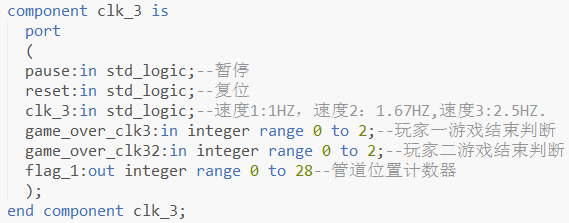 component clk_3 is
port
(
pause:in std_logic;--暂停
reset:in std_logic;--复位
clk_3:in std_logic;--速度1:1HZ，速度2：1.67HZ,速度3:2.5HZ.
game_over_clk3:in integer range 0 to 2;--玩家一游戏结束判断
game_over_clk32:in integer range 0 to 2;--玩家二游戏结束判断
flag_1:out integer range 0 to 28--管道位置计数器
);
end component clk_3;